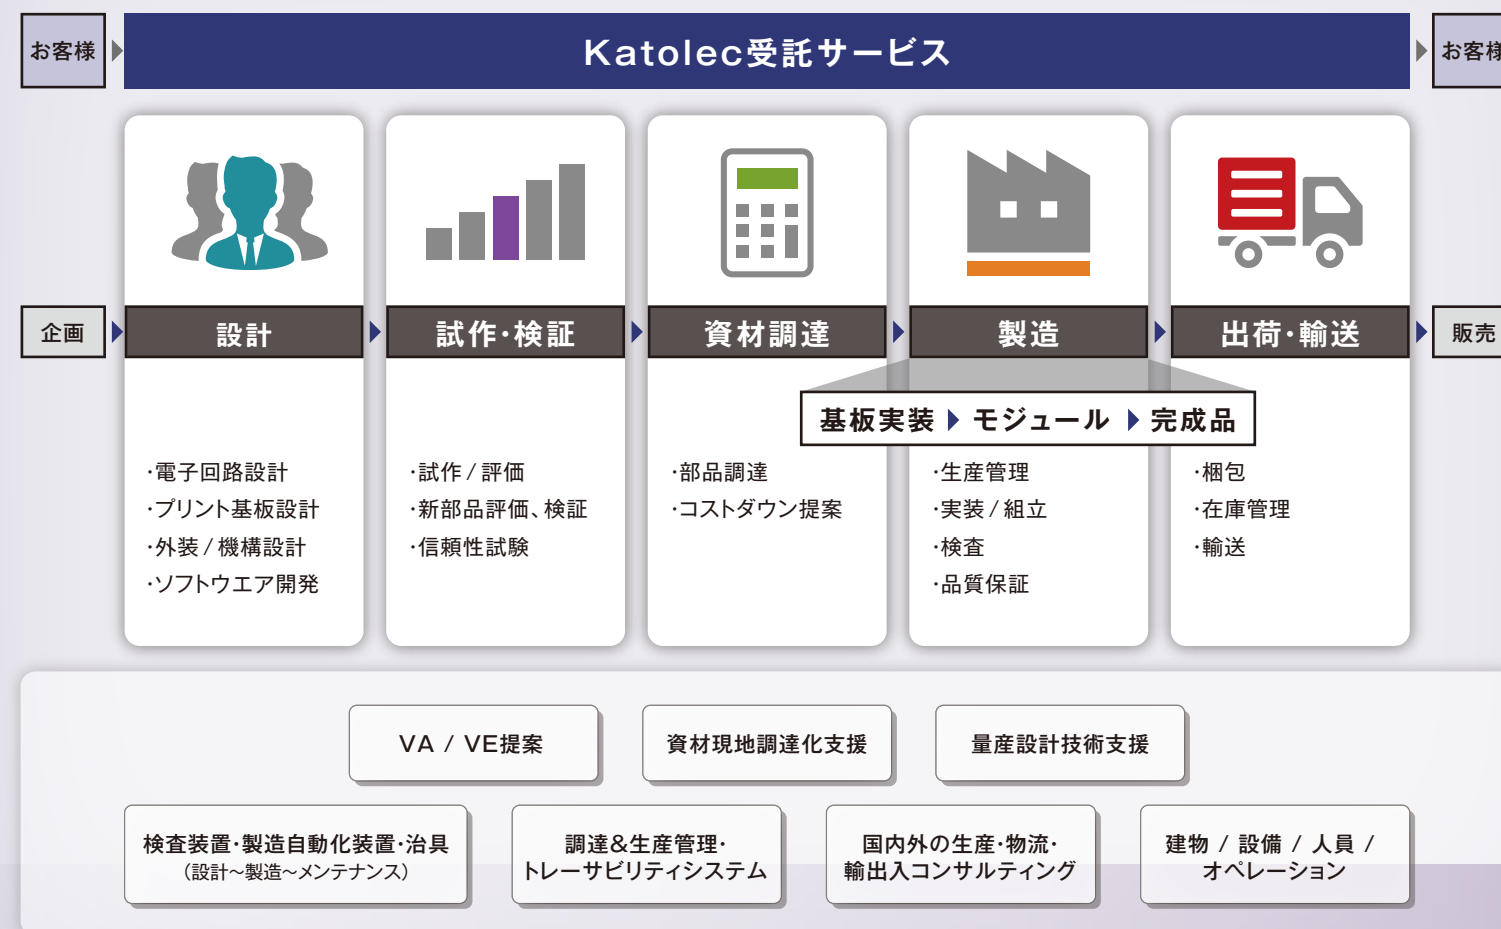 お客様
Katolec受託サービス
お客様
企画
設計
試作・検証
資材調達
製造
出荷・輸送
販売
基板実装 ▶ モジュール ▶ 完成品
・電子回路設計
・プリント基板設計
・外装 / 機構設計
・ソフトウエア開発
・試作 / 評価
・新部品評価、検証
・信頼性試験
・部品調達
・コストダウン提案
・生産管理
・実装 / 組立
・検査
・品質保証
・梱包
・在庫管理
・輸送
VA / VE提案
資材現地調達化支援
量産設計技術支援
検査装置・製造自動化装置・治具
(設計～製造～メンテナンス)
調達&生産管理・
トレーサビリティシステム
国内外の生産・物流・
輸出入コンサルティング
建物 / 設備 / 人員 /
オペレーション